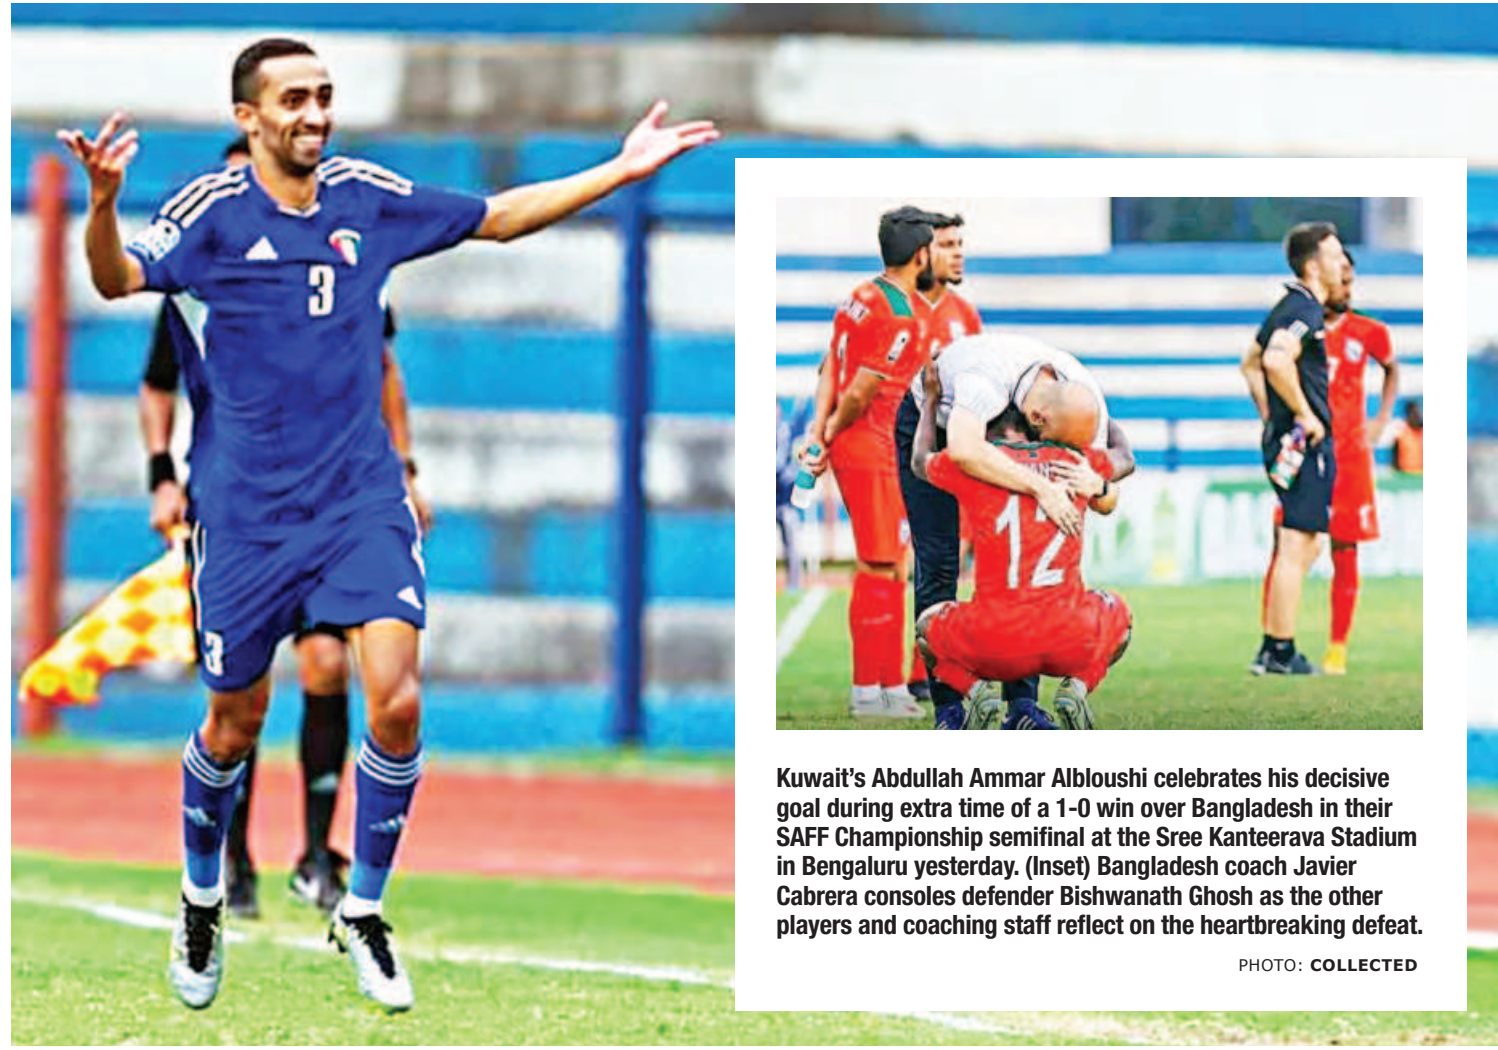 3
3
12
Kuwait’s Abdullah Ammar Albloushi celebrates his decisive
goal during extra time of a 1-0 win over Bangladesh in their
SAFF Championship semifinal at the Sree Kanteerava Stadium
in Bengaluru yesterday. (Inset) Bangladesh coach Javier
Cabrera consoles defender Bishwanath Ghosh as the other
players and coaching staff reflect on the heartbreaking defeat.
PHOTO: COLLECTED